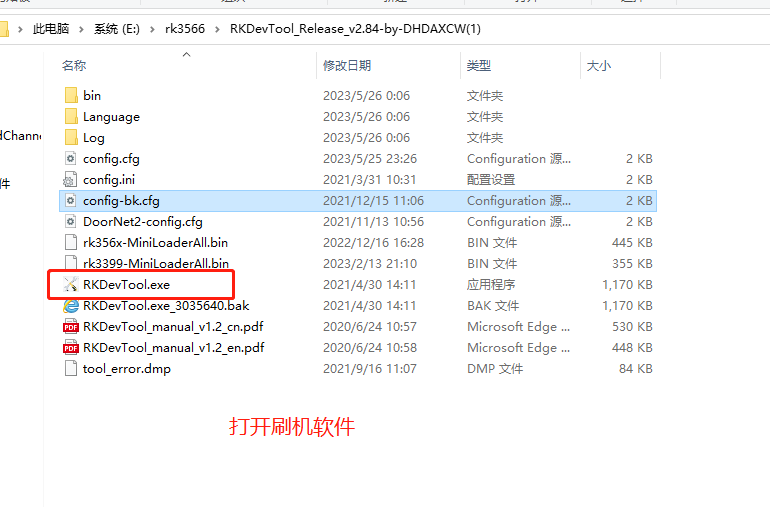 此电脑 > 系统 (E:) > rk3566 > RKDevTool_Release_v2.84-by-DHDAXCW(1)
名称 修改日期 类型 大小
bin 2023/5/26 0:06 文件夹
Language 2023/5/26 0:06 文件夹
Log 2023/5/26 0:06 文件夹
config.cfg 2023/5/25 23:26 Configuration 源... 2 KB
config.ini 2021/3/31 10:31 配置设置 2 KB
config-bk.cfg 2021/12/15 11:06 Configuration 源... 2 KB
DoorNet2-config.cfg 2021/11/13 10:56 Configuration 源... 2 KB
rk356x-MiniLoaderAll.bin 2022/12/16 16:28 BIN 文件 445 KB
rk3399-MiniLoaderAll.bin 2023/2/13 21:10 BIN 文件 355 KB
RKDevTool.exe 2021/4/30 14:11 应用程序 1,170 KB
RKDevTool.exe_3035640.bak 2021/4/30 14:11 BAK 文件 1,170 KB
PDF RKDevTool_manual_v1.2_cn.pdf 2020/6/24 10:57 Microsoft Edge ... 530 KB
PDF RKDevTool_manual_v1.2_en.pdf 2020/6/24 10:58 Microsoft Edge ... 448 KB
tool_error.dmp 2021/9/16 11:07 DMP 文件 84 KB
dChann
件
打开刷机软件